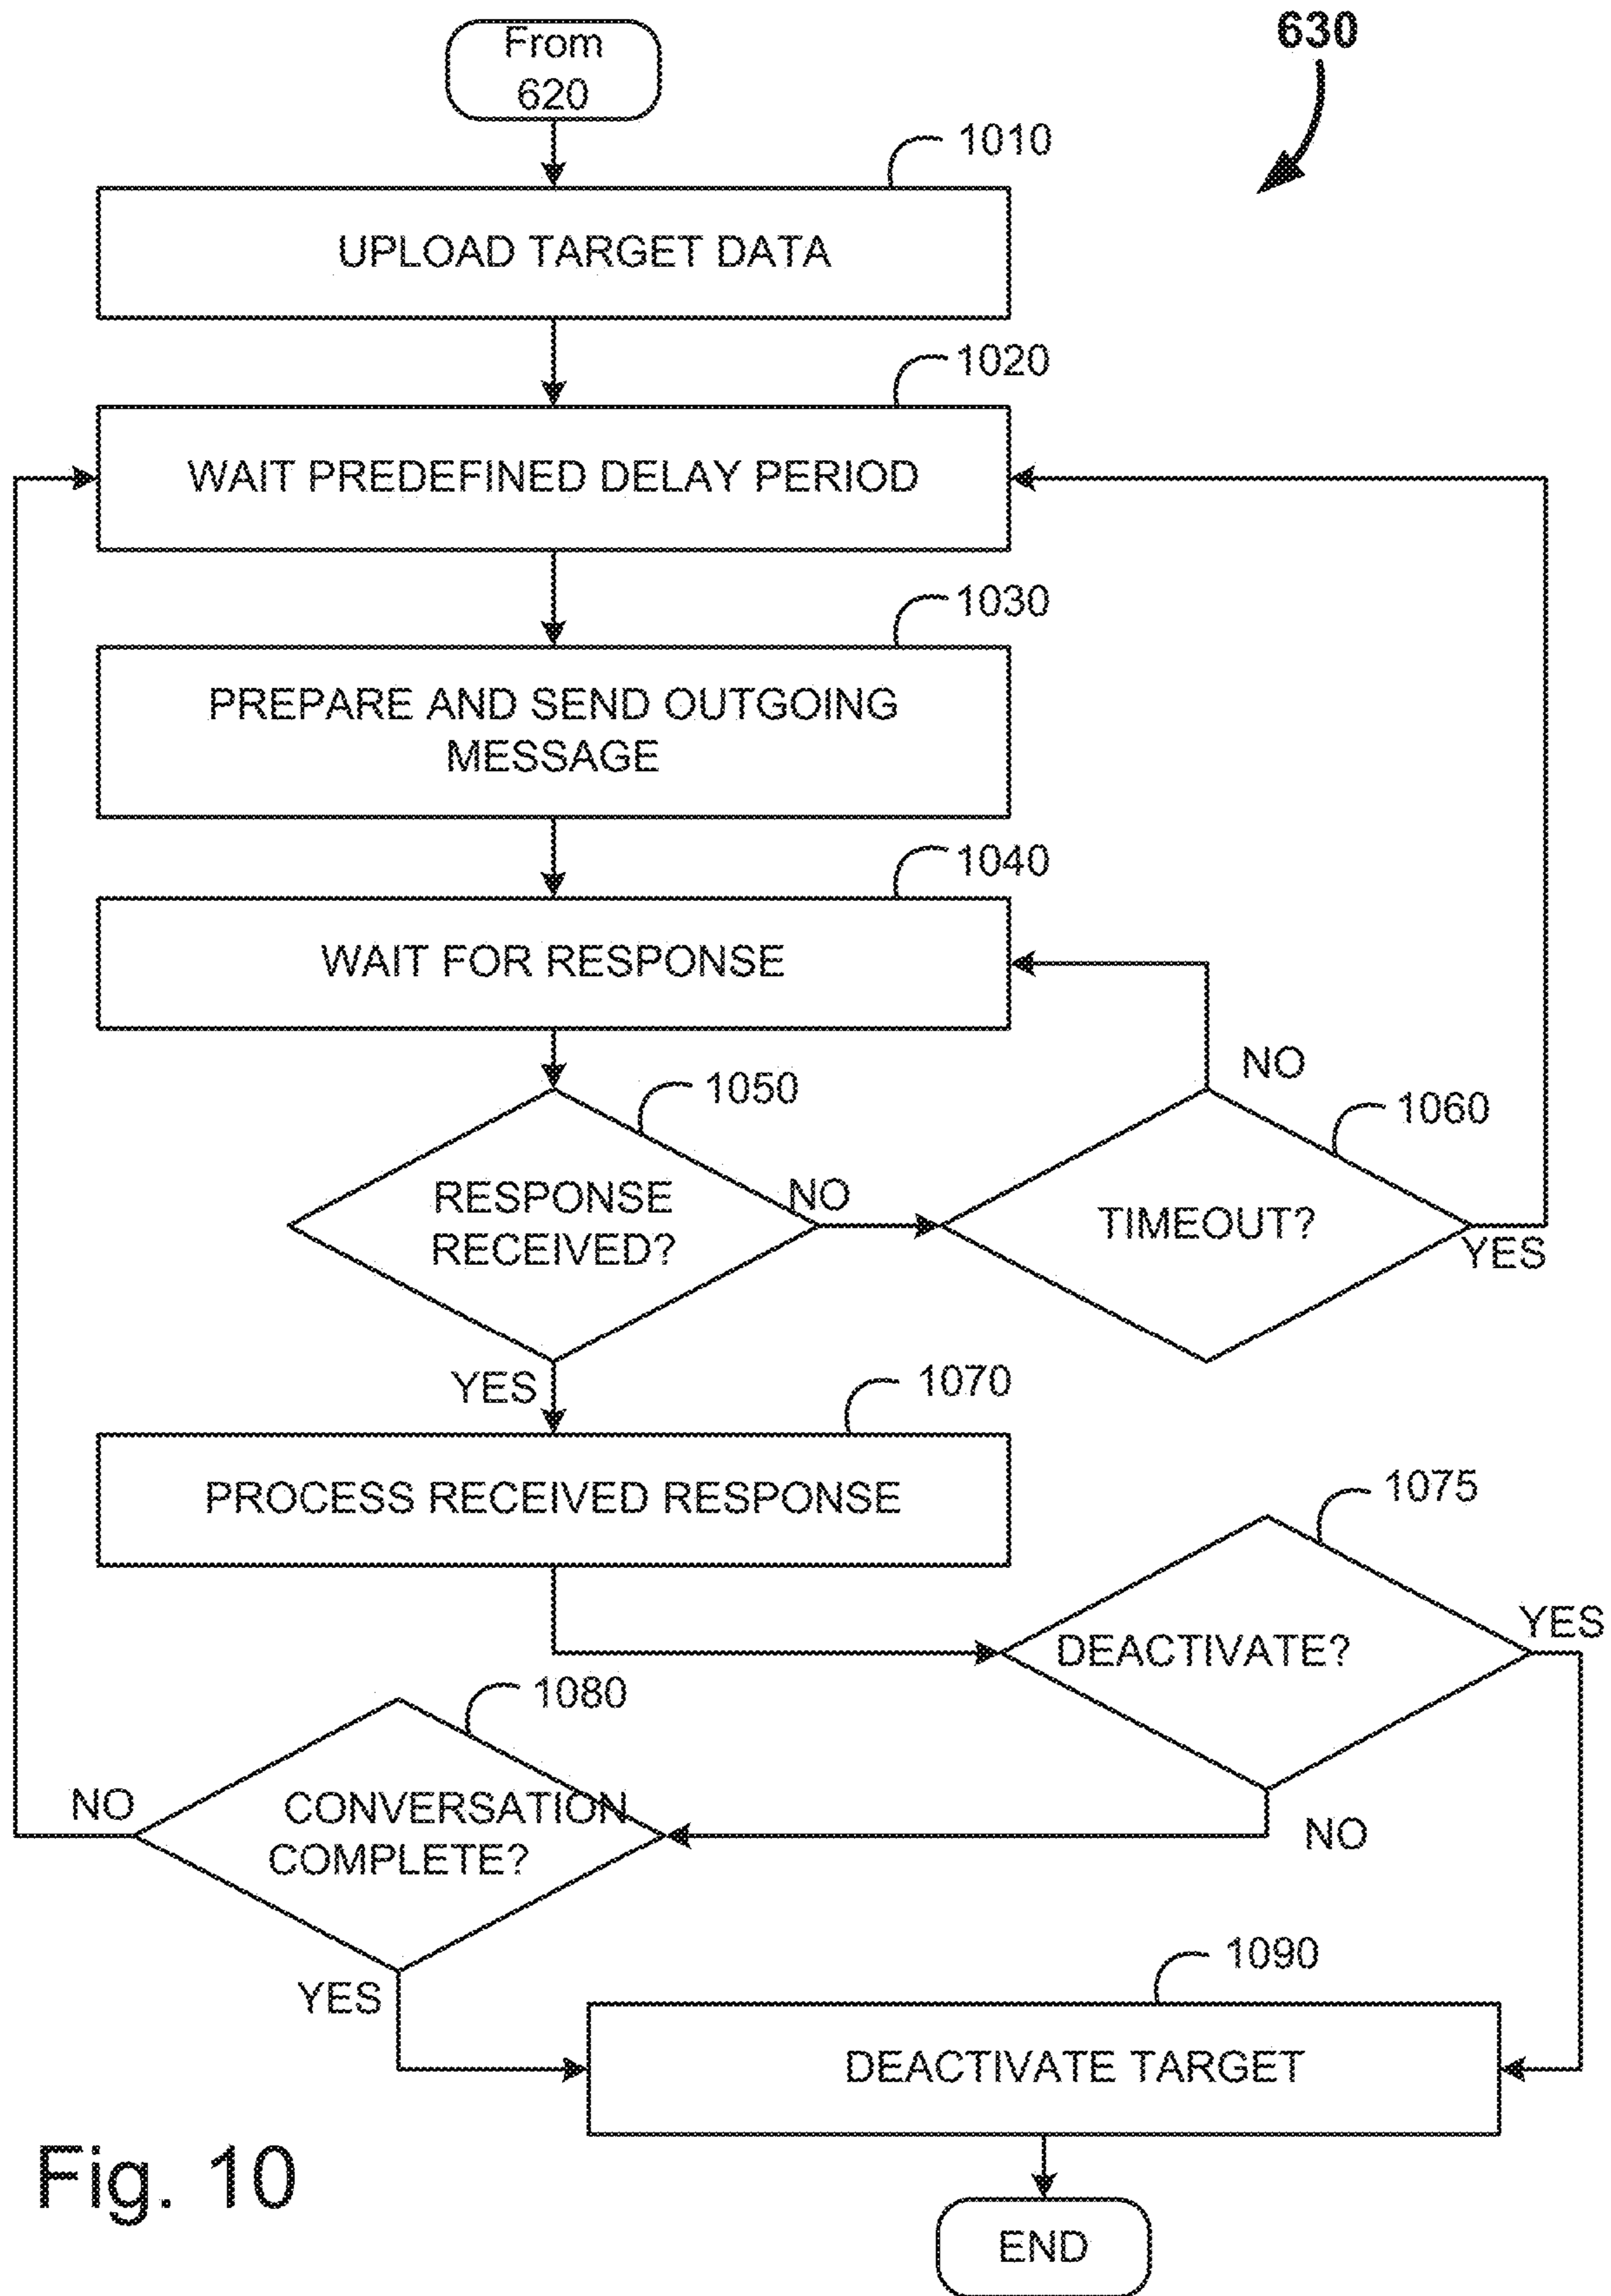 From
620
630
1010
UPLOAD TARGET DATA
1020
WAIT PREDEFINED DELAY PERIOD
1030
PREPARE AND SEND OUTGOING
MESSAGE
1040
WAIT FOR RESPONSE
NO
1050
1060
RESPONSE
RECEIVED?
NO
TIMEOUT?
YES
YES
1070
PROCESS RECEIVED RESPONSE
1075
YES
DEACTIVATE?
1080
NO
CONVERSATION
COMPLETE?
NO
1090
YES
DEACTIVATE TARGET
Fig. 10
END